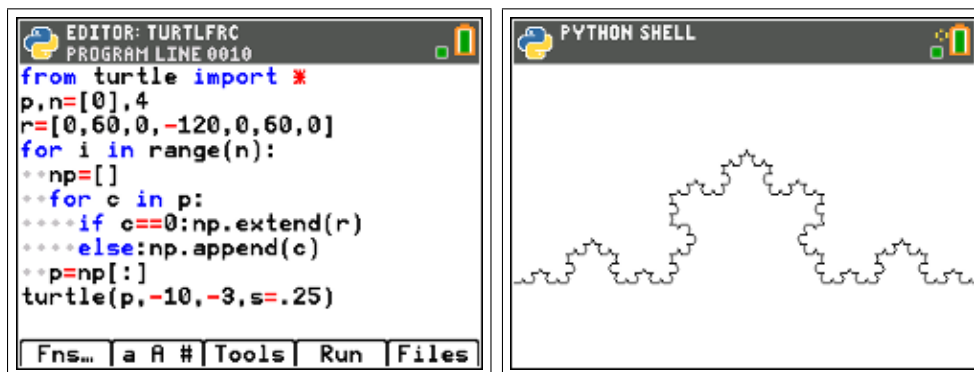 EDITOR: TURTLFRC
PROGRAM LINE 0010
from turtle import *
p,n=[0],4
r=[0,60,0,-120,0,60,0]
for i in range(n):
  np=[]
  for c in p:
    if c==0:np.extend(r)
    else:np.append(c)
  p=np[:]
turtle(p,-10,-3,s=.25)
Fns… a A # Tools Run Files
PYTHON SHELL